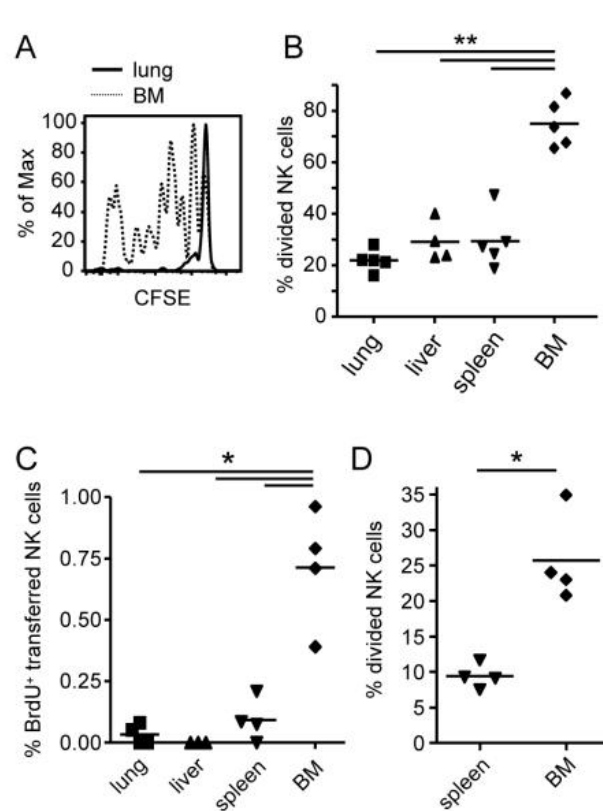 A
lung
BM
% of Max
100
80
60
40
20
0
CFSE
B
**
% divided NK cells
80
60
40
20
0
lung
liver
spleen
BM
C
*
% BrdU⁺ transferred NK cells
1.00
0.75
0.50
0.25
0.00
lung
liver
spleen
BM
D
*
% divided NK cells
35
30
25
20
15
10
5
0
spleen
BM